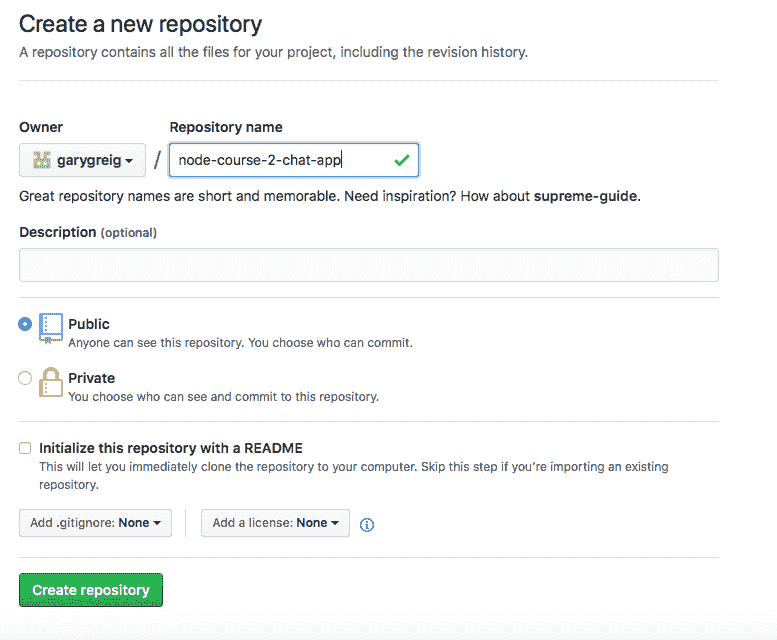 Create a new repository
A repository contains all the files for your project, including the revision history.
Owner
Repository name
garygreig / node-course-2-chat-app
Great repository names are short and memorable. Need inspiration? How about supreme-guide.
Description (optional)
Public
Anyone can see this repository. You choose who can commit.
Private
You choose who can see and commit to this repository.
Initialize this repository with a README
This will let you immediately clone the repository to your computer. Skip this step if you’re importing an existing
repository.
Add .gitignore: None
Add a license: None
Create repository